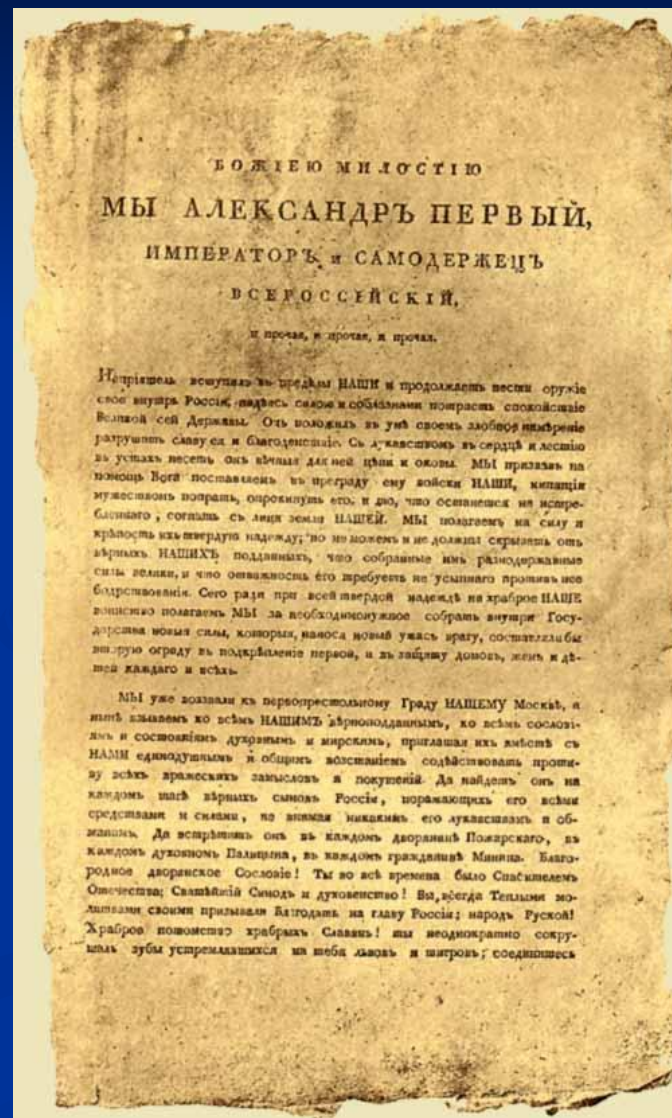 БОЖІЕЮ МИЛОСТІЮ
МЫ АЛЕКСАНДРЪ ПЕРВЫЙ,
ИМПЕРАТОРЪ и САМОДЕРЖЕЦЪ
ВСЕРОССІЙСКІЙ,
и прочая, и прочая, и прочая.
Непріятель вступилъ въ предѣлы НАШИ и продолжаетъ нести оружіе
свое внутрь Россіи, надѣясь силою и соблазнами потрясть спокойствіе
Великой сей Державы. Онъ положилъ въ умѣ своемъ злобное намѣреніе
разрушить славу ея и благоденствіе. Съ лукавствомъ въ сердцѣ и лестію
въ устахъ несетъ онъ вѣчныя для ней цѣпи и оковы. МЫ призвавъ на
помощь Бога поставляемъ въ преграду ему войски НАШИ, кипящія
мужествомъ попрать, опрокинуть его, и то, что останется не истре-
бленнаго, согнать съ лица земли НАШЕЙ. МЫ полагаемъ на силу и
крѣпость ихъ твердую надежду; но не можемъ и не должны скрывать отъ
вѣрныхъ НАШИХЪ подданныхъ, что собранныя имъ разнодержавныя
силы велики, и что отважность его требуетъ не усыпнаго противъ нее
бодрствованія. Сего ради при всей твердой надеждѣ на храброе НАШЕ
воинство полагаемъ МЫ за необходимонужное собрать внутри Госу-
дарства новыя силы, которыя, нанося новый ужасъ врагу, составляли бы
вторую ограду въ подкрѣпленіе первой, и въ защиту домовъ, женъ и дѣ-
тей каждаго и всѣхъ.
МЫ уже воззвали къ первопрестольному Граду НАШЕМУ Москвѣ, а
нынѣ взываемъ ко всѣмъ НАШИМЪ вѣрноподданнымъ, ко всѣмъ сослові-
ямъ и состояніямъ духовнымъ и мирскимъ, приглашая ихъ вмѣстѣ съ
НАМИ единодушнымъ и общимъ возстаніемъ содѣйствовать проти-
ву всѣхъ вражескихъ замысловъ и покушеній. Да найдетъ онъ на
каждомъ шагѣ вѣрныхъ сыновъ Россіи, поражающихъ его всѣми
средствами и силами, не внимая никакимъ его лукавствамъ и об-
манамъ. Да встрѣтитъ онъ въ каждомъ дворянинѣ Пожарскаго, въ
каждомъ духовномъ Палицына, въ каждомъ гражданинѣ Минина. Благо-
родное дворянское Сословіе! Ты во всѣ времена было Спасителемъ
Отечества; Святѣйшій Синодъ и духовенство! Вы всегда Теплыми мо-
литвами своими призывали Благодать на главу Россіи; народъ Руской!
Храброе потомство храбрыхъ Славянъ! ты неоднократно сокру-
шалъ зубы устремлявшихся на тебя львовъ и тигровъ; соединитесь